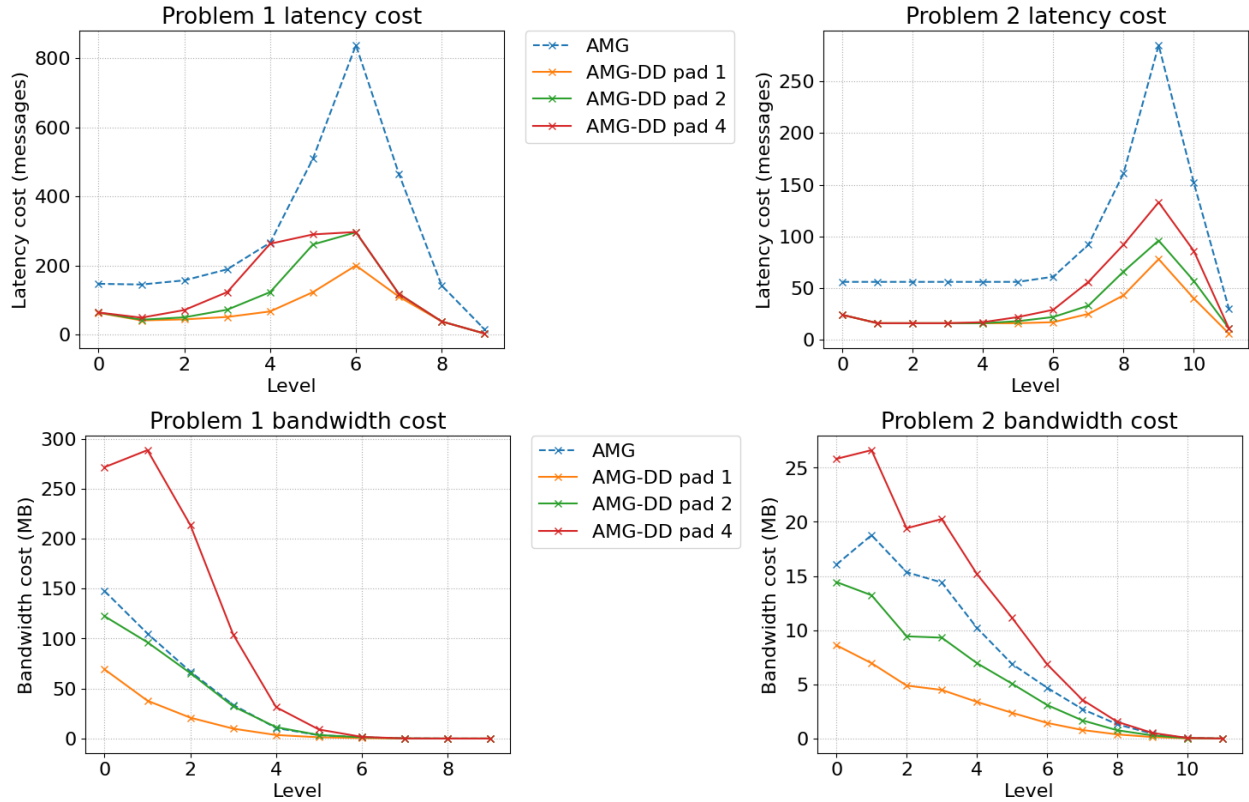 Problem 1 latency cost
Latency cost (messages)
800
600
400
200
0
0 2 4 6 8
Level
AMG
AMG-DD pad 1
AMG-DD pad 2
AMG-DD pad 4
Problem 2 latency cost
Latency cost (messages)
250
200
150
100
50
0
0 2 4 6 8 10
Level
Problem 1 bandwidth cost
Bandwidth cost (MB)
300
250
200
150
100
50
0
0 2 4 6 8
Level
AMG
AMG-DD pad 1
AMG-DD pad 2
AMG-DD pad 4
Problem 2 bandwidth cost
Bandwidth cost (MB)
25
20
15
10
5
0
0 2 4 6 8 10
Level